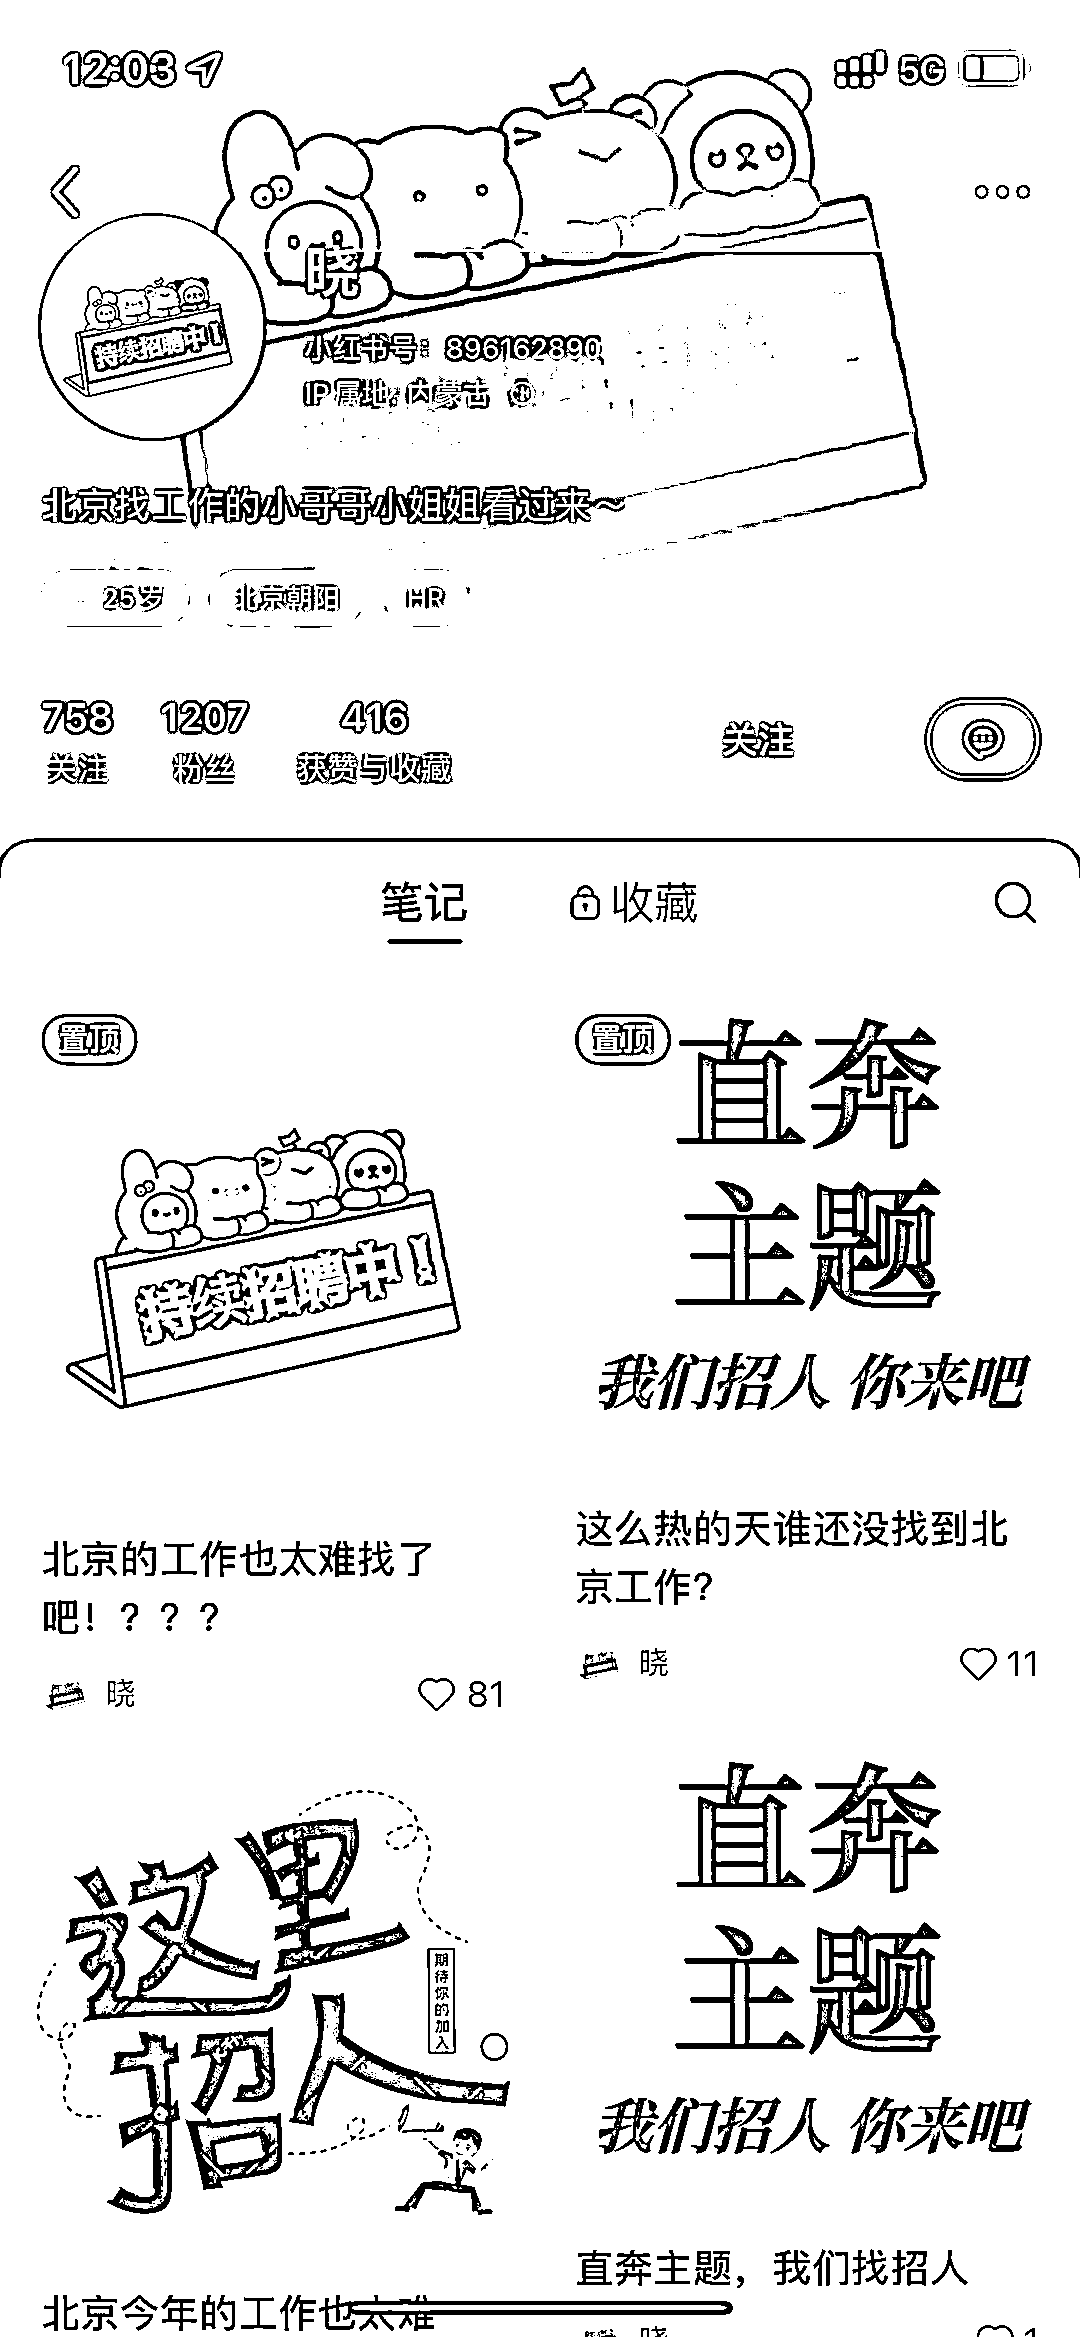 12:03
5G
晓
持续招聘中！
小红书号：896162890
IP属地：内蒙古
北京找工作的小哥哥小姐姐看过来～
25岁 北京朝阳 HR
758 1207 416
关注 粉丝 获赞与收藏 关注
笔记 收藏
置顶
持续招聘中！
北京的工作也太难找了
吧！？？？
晓 81
置顶
直奔
主题
我们招人 你来吧
这么热的天谁还没找到北
京工作?
晓 11
这里
招人
期待你的加入
北京今年的工作也太难
直奔
主题
我们招人 你来吧
直奔主题，我们找招人
晓 1